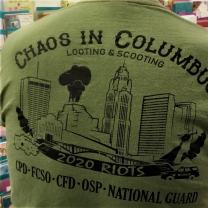 CHAOS IN COLUMBU
LOOTING & SCOOTING
2020 RIOTS
CPD-FCSO-CFD-OSP-NATIONAL GUARD